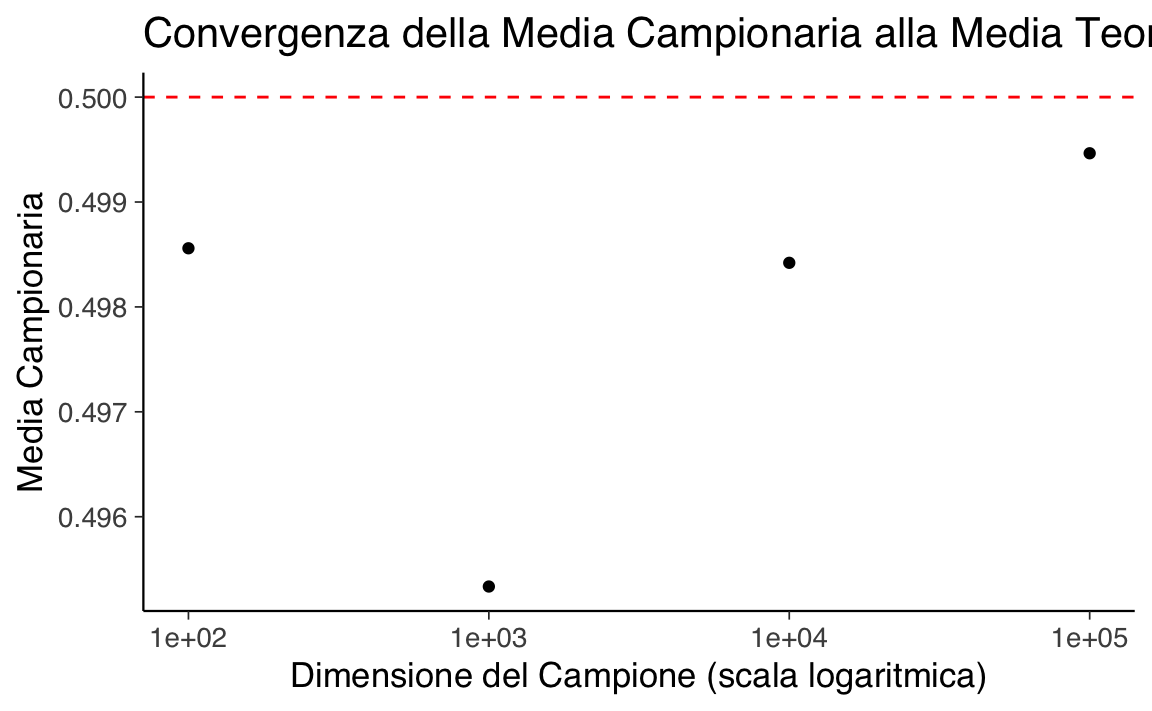 Convergenza della Media Campionaria alla Media Teor
0.500
0.499
0.498
0.497
0.496
Media Campionaria
1e+02 1e+03 1e+04 1e+05
Dimensione del Campione (scala logaritmica)